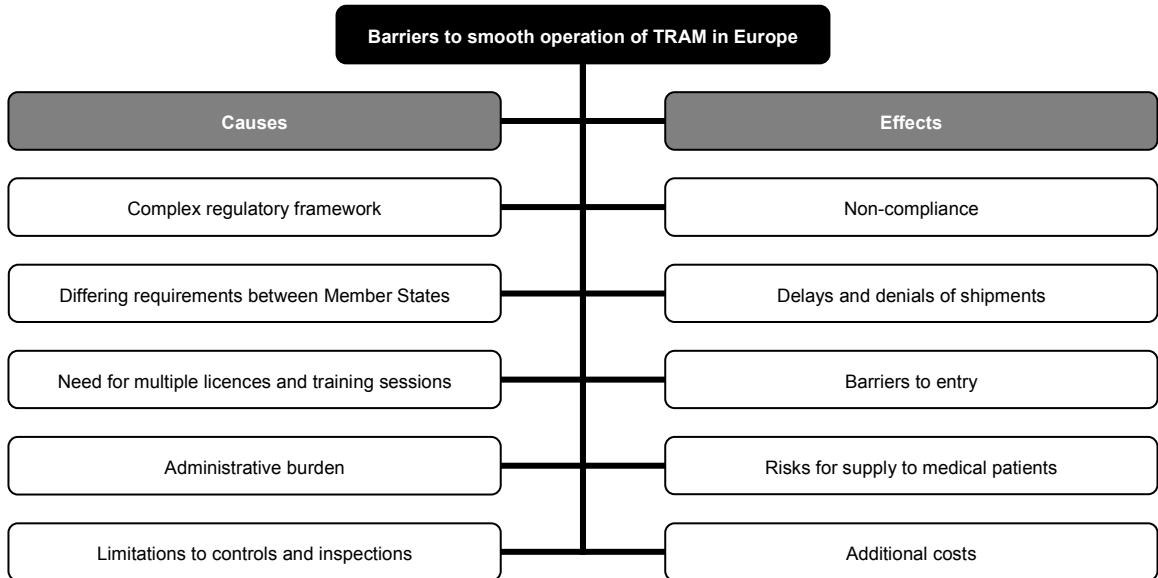 Barriers to smooth operation of TRAM in Europe
Causes
Effects
Complex regulatory framework
Non-compliance
Differing requirements between Member States
Delays and denials of shipments
Need for multiple licences and training sessions
Barriers to entry
Administrative burden
Risks for supply to medical patients
Limitations to controls and inspections
Additional costs